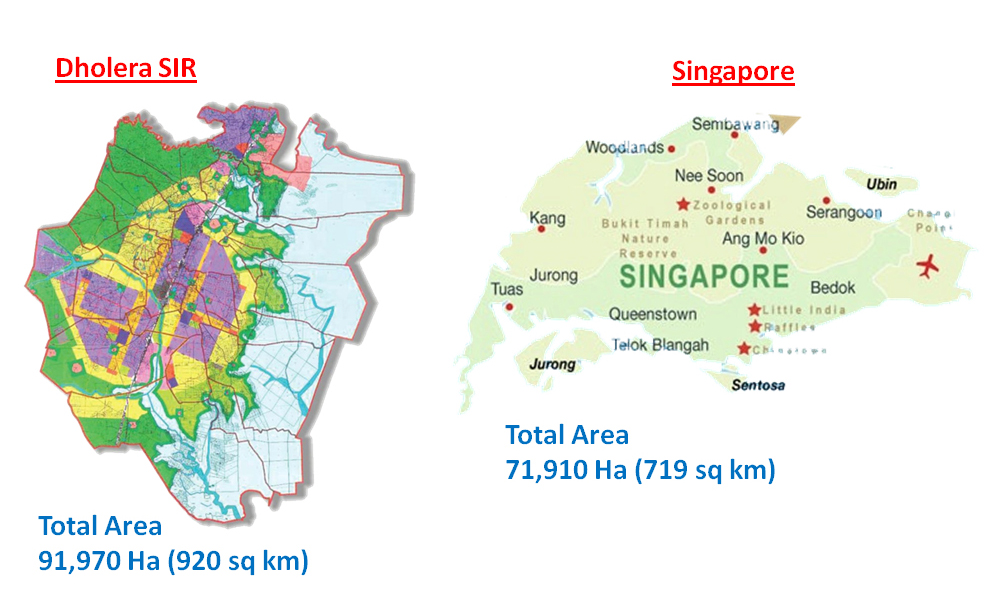 Dholera SIR
Total Area
91,970 Ha (920 sq km)
Singapore
Sembawang
Woodlands
Nee Soon
Zoological
Gardens
Ubin
Serangoon
Point
Kang
Bukit Timah
Nature
Reserve
Ang Mo Kio
SINGAPORE
Jurong
Tuas
Bedok
Queenstown
Little India
Raffles
Telok Blangah
Jurong
Sentosa
Total Area
71,910 Ha (719 sq km)